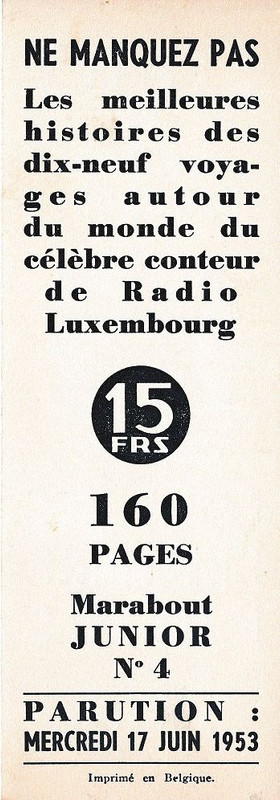 NE MANQUEZ PAS
Les meilleures
histoires des
dix-neuf voya-
ges autour
du monde du
célèbre conteur
de Radio
Luxembourg
15
FRS
160
PAGES
Marabout
JUNIOR
Nº 4
PARUTION :
MERCREDI 17 JUIN 1953
Imprimé en Belgique.